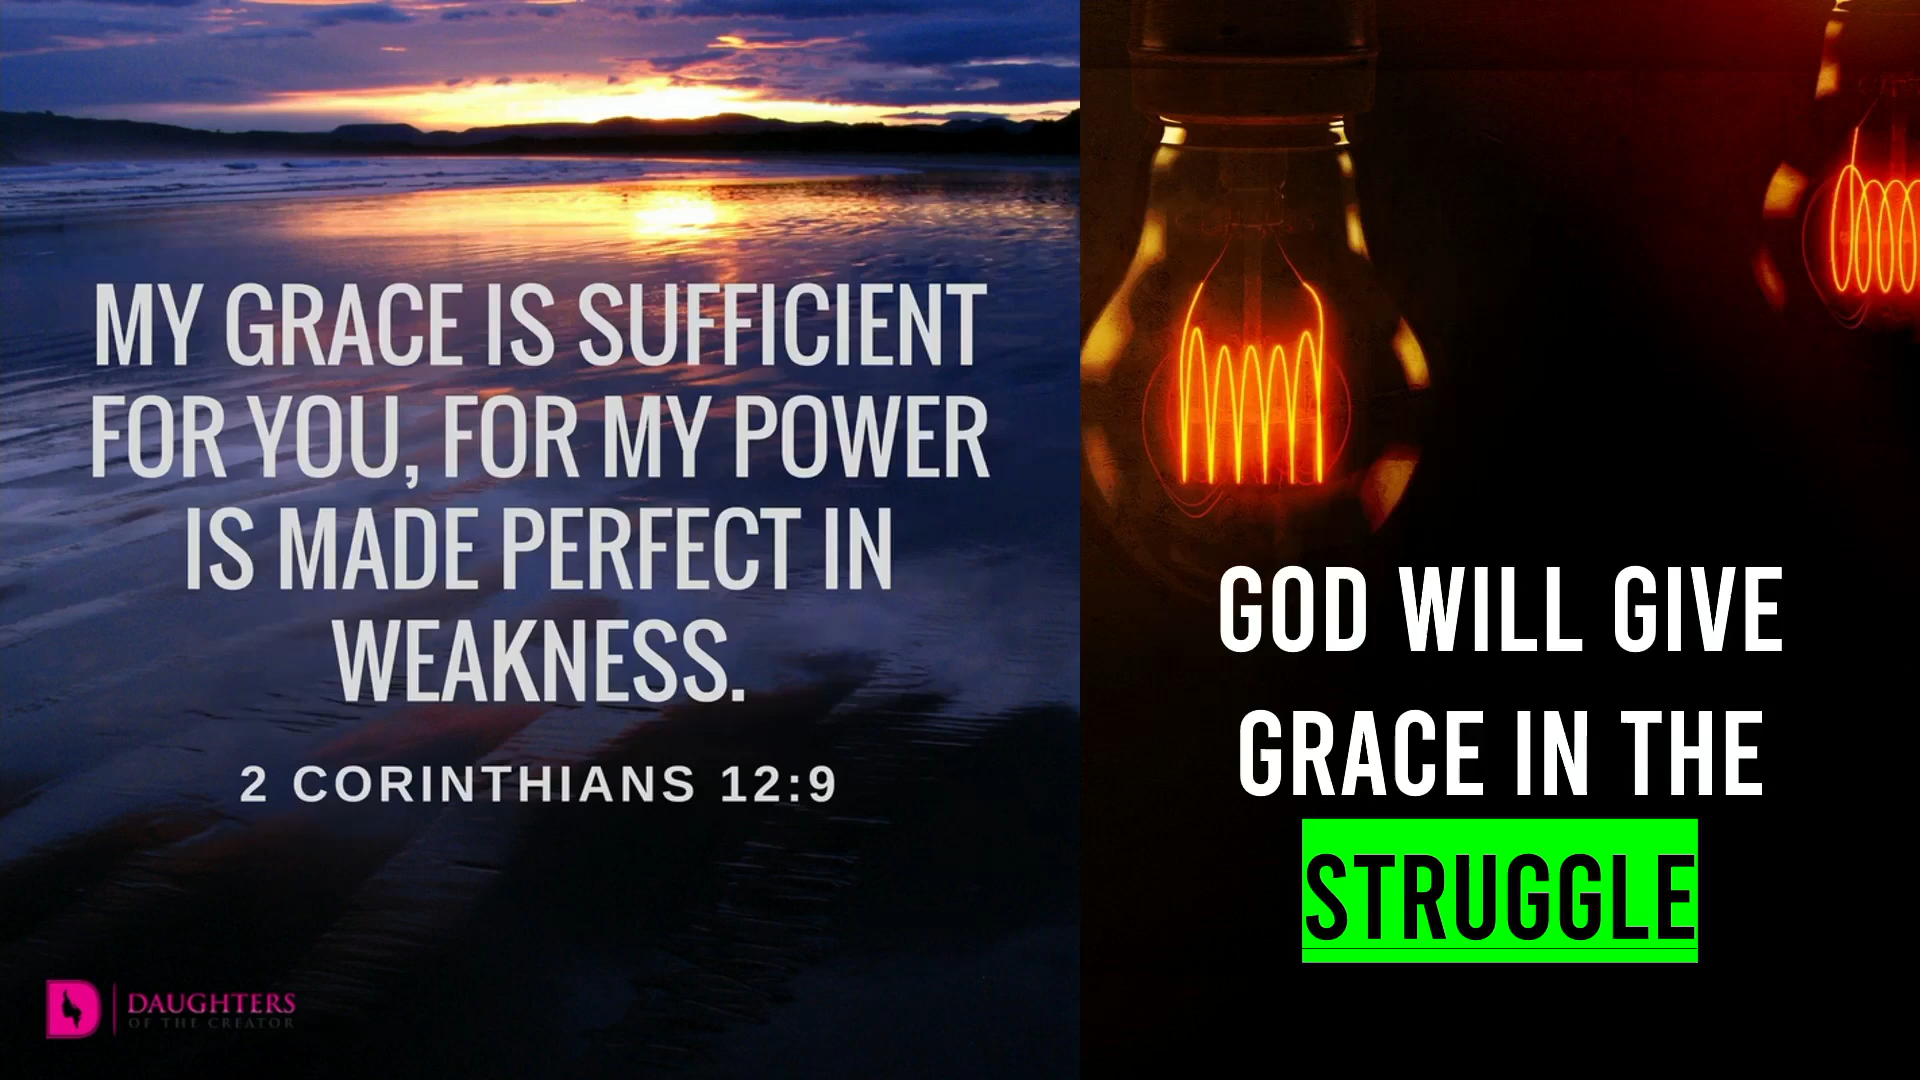 MY GRACE IS SUFFICIENT
FOR YOU, FOR MY POWER
IS MADE PERFECT IN
WEAKNESS.
2 CORINTHIANS 12:9
DAUGHTERS
OF THE CREATOR
GOD WILL GIVE
GRACE IN THE
STRUGGLE